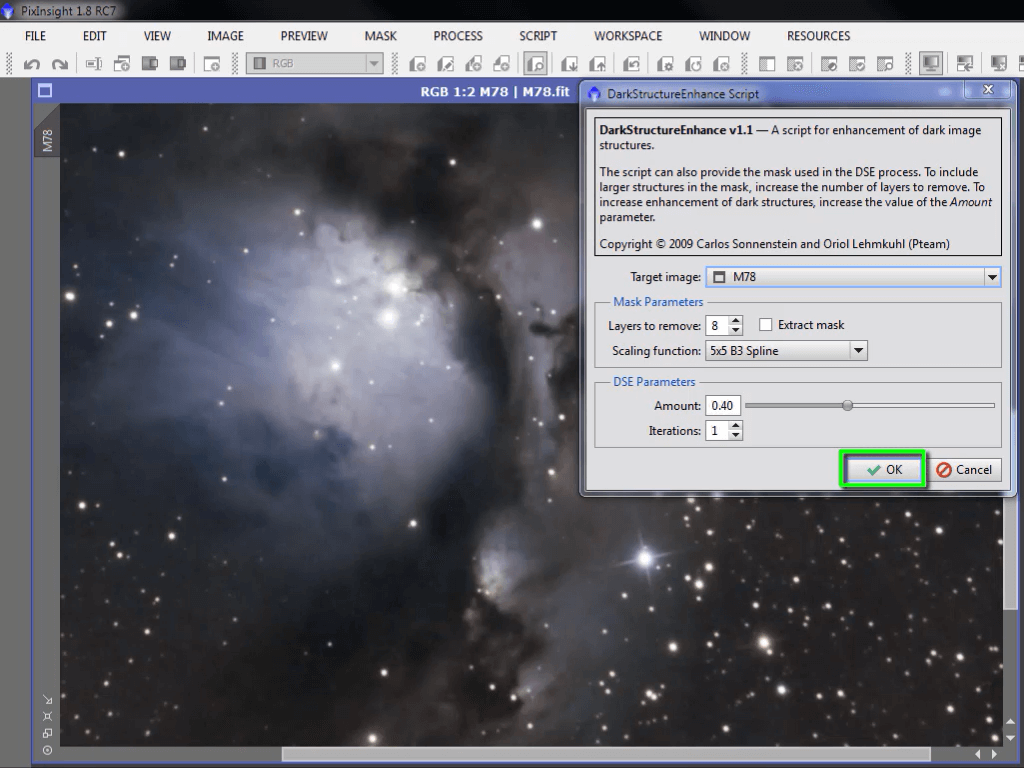 PixInsight 1.8 RC7
FILE EDIT VIEW IMAGE PREVIEW MASK PROCESS SCRIPT WORKSPACE WINDOW RESOURCES
RGB
RGB 1:2 M78 | M78.fit
M78
DarkStructureEnhance Script
DarkStructureEnhance v1.1 — A script for enhancement of dark image
structures.
The script can also provide the mask used in the DSE process. To include
larger structures in the mask, increase the number of layers to remove. To
increase enhancement of dark structures, increase the value of the Amount
parameter.
Copyright © 2009 Carlos Sonnenstein and Oriol Lehmkuhl (Pteam)
Target image: M78
Mask Parameters
Layers to remove: 8 Extract mask
Scaling function: 5x5 B3 Spline
DSE Parameters
Amount: 0.40
Iterations: 1
OK Cancel